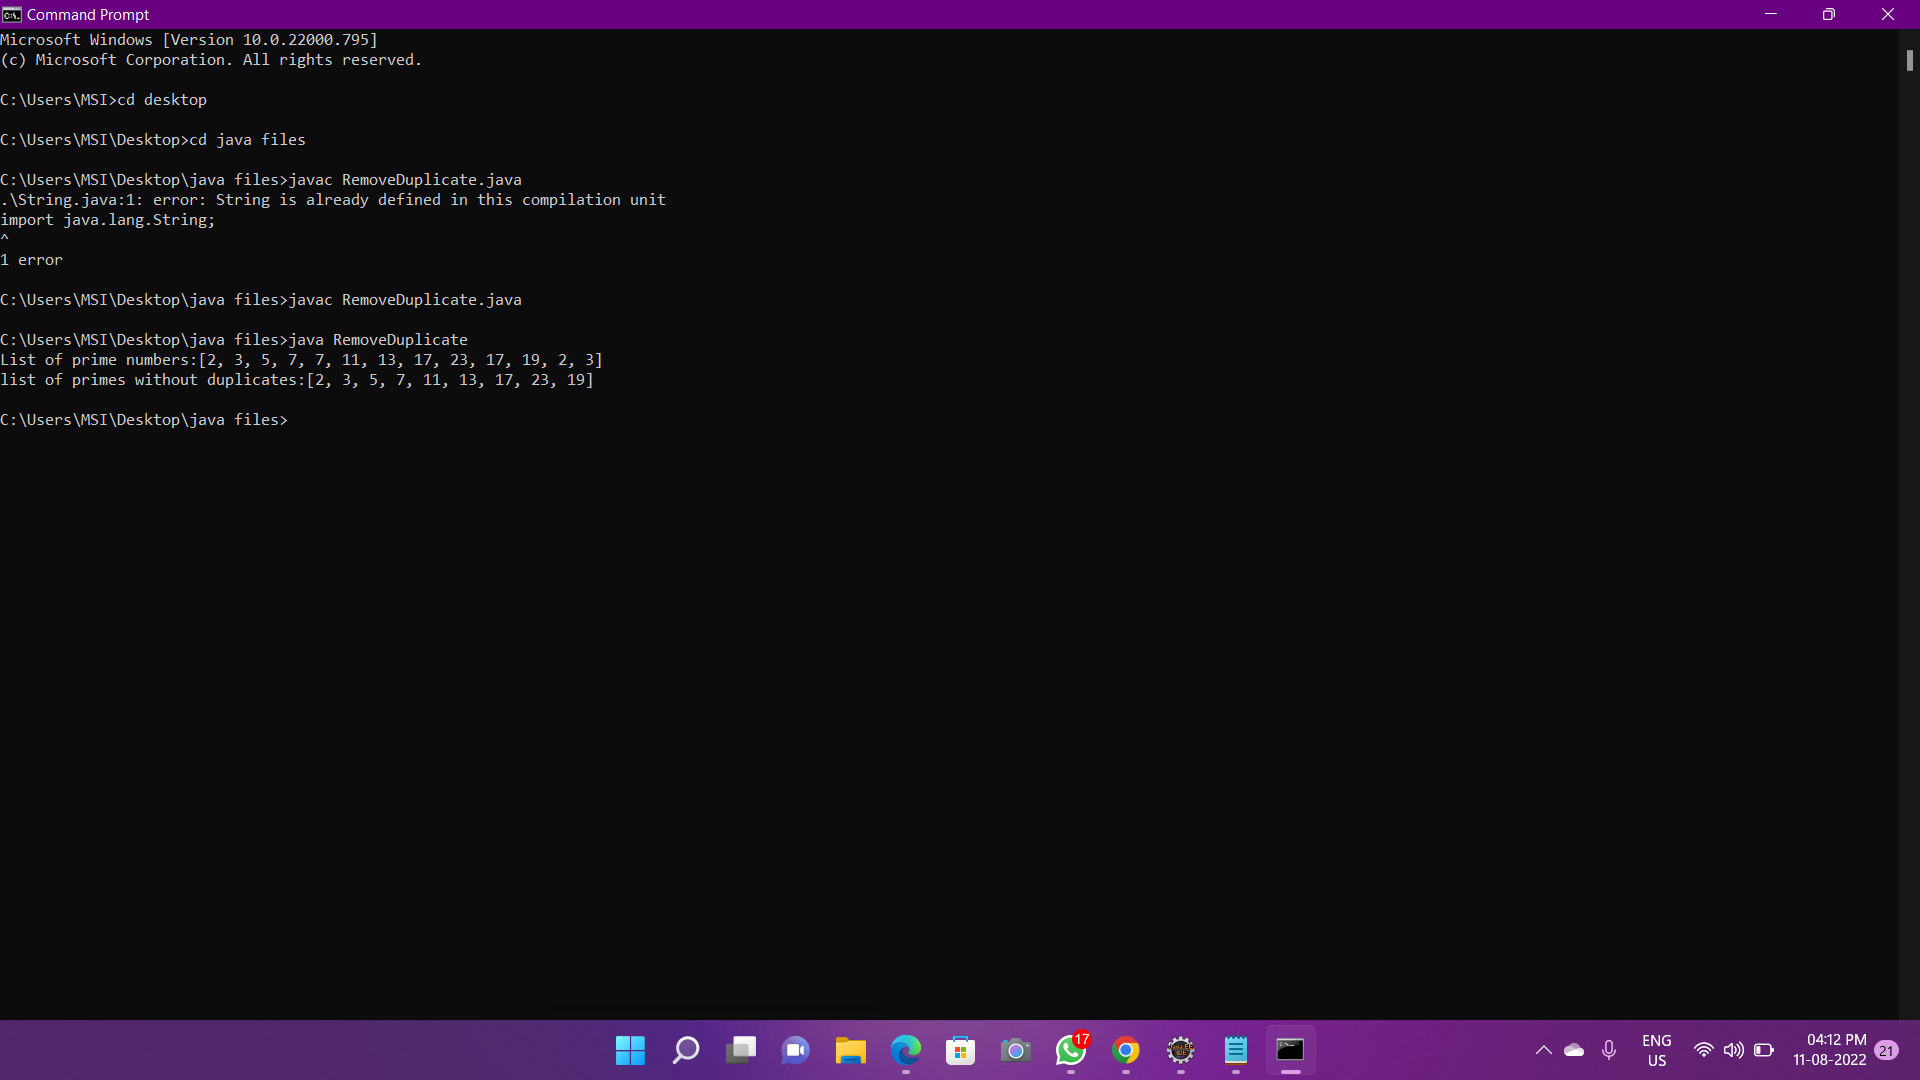 Command Prompt
Microsoft Windows [Version 10.0.22000.795]
(c) Microsoft Corporation. All rights reserved.
C:\Users\MSI>cd desktop
C:\Users\MSI\Desktop>cd java files
C:\Users\MSI\Desktop\java files>javac RemoveDuplicate.java
.\String.java:1: error: String is already defined in this compilation unit
import java.lang.String;
^
1 error
C:\Users\MSI\Desktop\java files>javac RemoveDuplicate.java
C:\Users\MSI\Desktop\java files>java RemoveDuplicate
List of prime numbers:[2, 3, 5, 7, 7, 11, 13, 17, 23, 17, 19, 2, 3]
list of primes without duplicates:[2, 3, 5, 7, 11, 13, 17, 23, 19]
C:\Users\MSI\Desktop\java files>
17
ENG
US
04:12 PM
11-08-2022
21